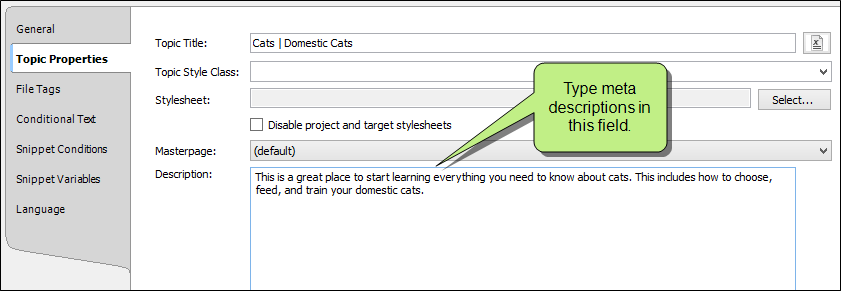 General
Topic Properties
File Tags
Conditional Text
Snippet Conditions
Snippet Variables
Language
Topic Title: Cats | Domestic Cats
Topic Style Class:
Stylesheet: Select...
Disable project and target stylesheets
Masterpage: (default)
Description: This is a great place to start learning everything you need to know about cats. This includes how to choose,
feed, and train your domestic cats.
Type meta
descriptions in
this field.